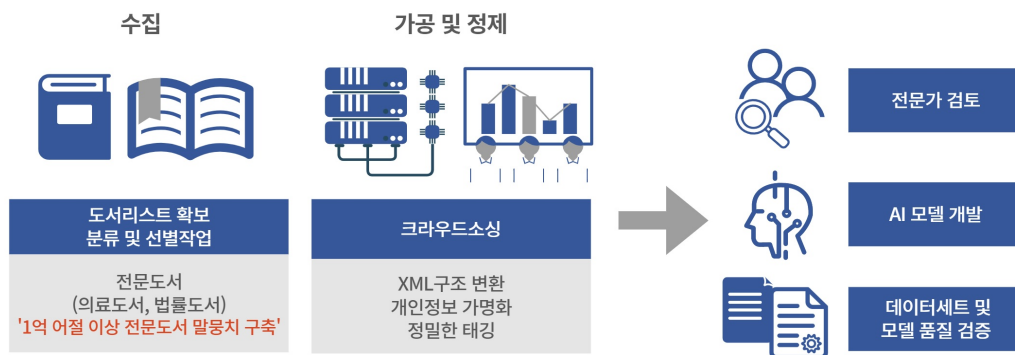 수집
도서리스트 확보
분류 및 선별작업
전문도서
(의료도서, 법률도서)
'1억 어절 이상 전문도서 말뭉치 구축'
가공 및 정제
크라우드소싱
XML구조 변환
개인정보 가명화
정밀한 태깅
전문가 검토
AI 모델 개발
데이터세트 및
모델 품질 검증